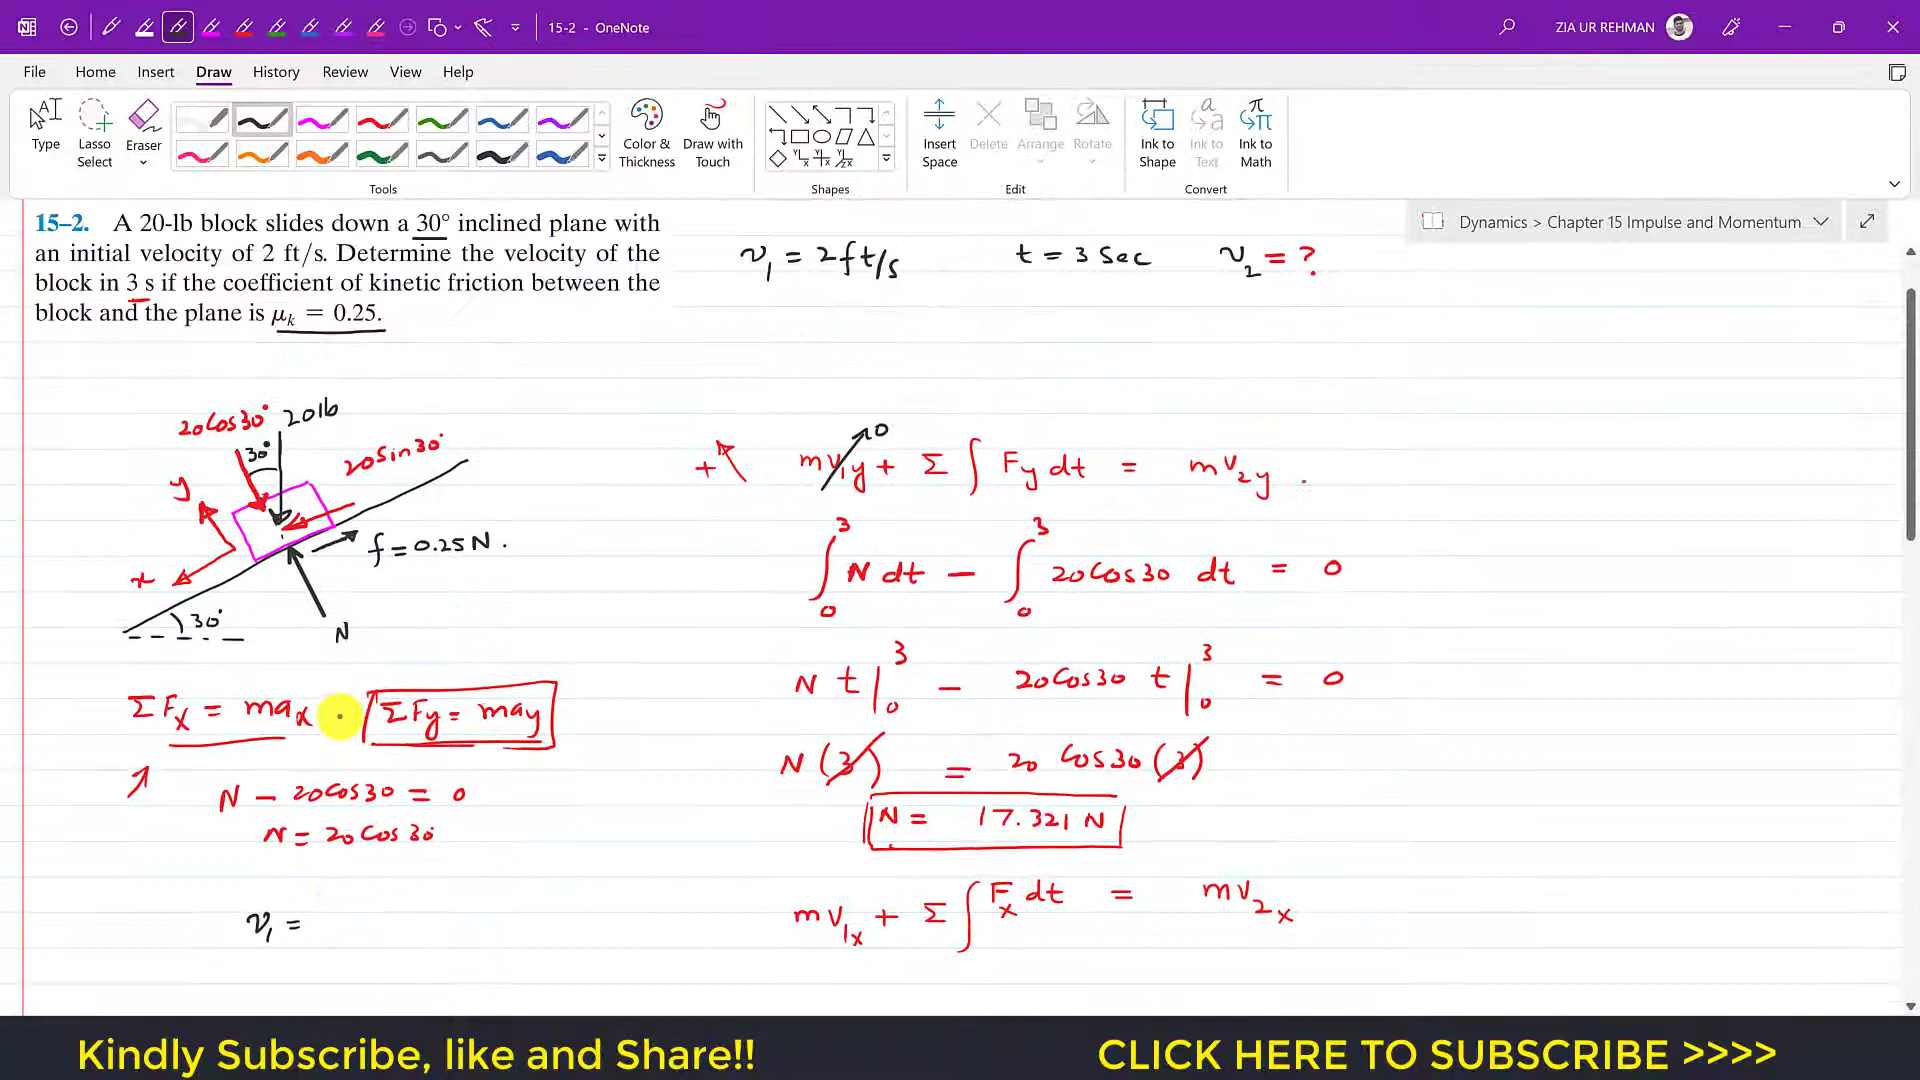 15-2 - OneNote
ZIA UR REHMAN
File Home Insert Draw History Review View Help
Type
Lasso Select
Eraser
Color & Thickness
Draw with Touch
Insert Space
Delete
Arrange
Rotate
Ink to Shape
Ink to Text
Ink to Math
Tools
Shapes
Edit
Convert
Dynamics > Chapter 15 Impulse and Momentum
15–2. A 20-lb block slides down a 30° inclined plane with
an initial velocity of 2 ft/s. Determine the velocity of the
block in 3 s if the coefficient of kinetic friction between the
block and the plane is μk = 0.25.
v₁ = 2ft/s t = 3 Sec v₂ = ?
20Cos30° 20lb
30°
20Sin30°
y
x
f = 0.25N.
30°
N
ΣFx = max ΣFy = may
N - 20Cos30 = 0
N = 20Cos30
v₁ =
+ mv₁y + Σ ∫ Fy dt = mv₂y
0
∫₀³ N dt - ∫₀³ 20Cos30 dt = 0
N t|₀³ - 20Cos30 t|₀³ = 0
N (3) = 20 Cos30 (3)
N = 17.321 N
mv₁x + Σ ∫ Fx dt = mv₂x
Kindly Subscribe, like and Share!!
CLICK HERE TO SUBSCRIBE >>>>